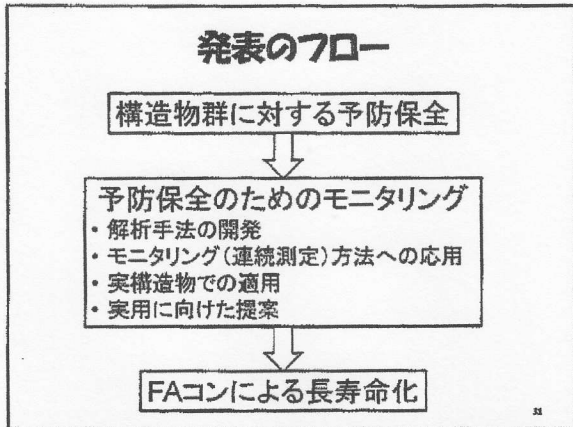 発表のフロー
構造物群に対する予防保全
予防保全のためのモニタリング
・解析手法の開発
・モニタリング(連続測定)方法への応用
・実構造物での適用
・実用に向けた提案
FAコンによる長寿命化